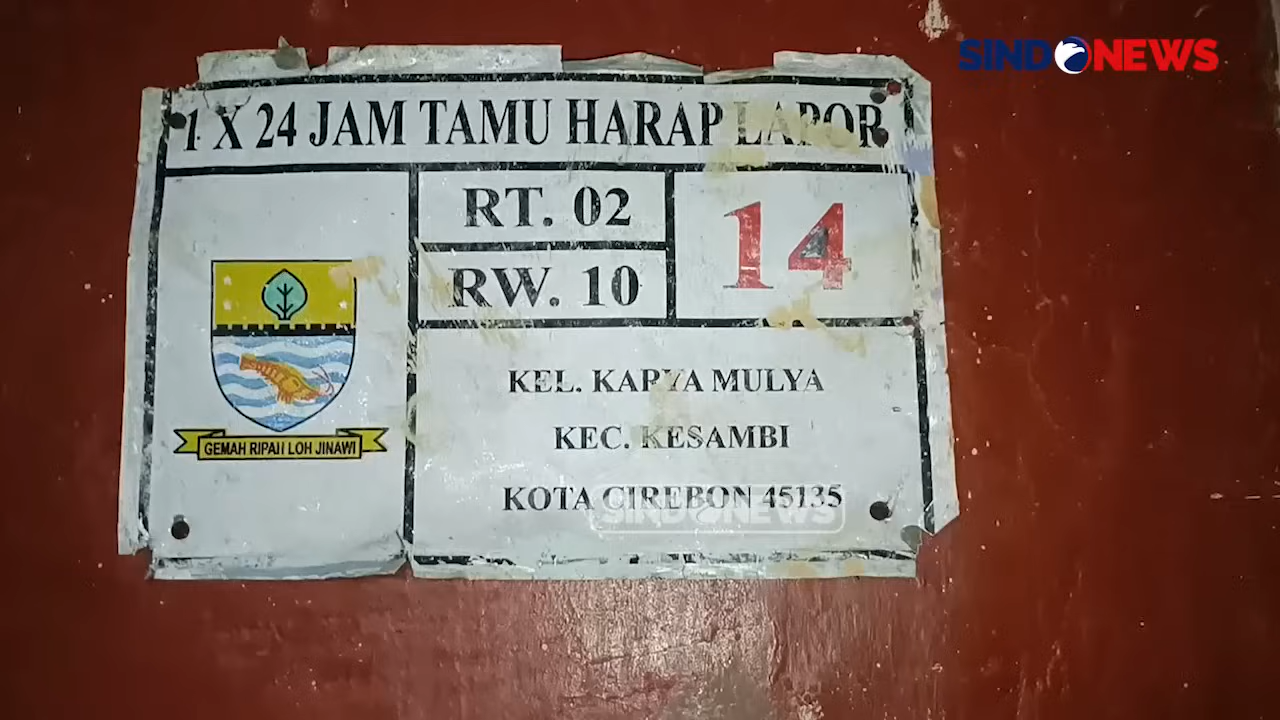 SINDONEWS
1 X 24 JAM TAMU HARAP LAPOR
RT. 02
RW. 10
14
GEMAH RIPAH LOH JINAWI
KEL. KARYA MULYA
KEC. KESAMBI
KOTA CIREBON 45135
SINDONEWS